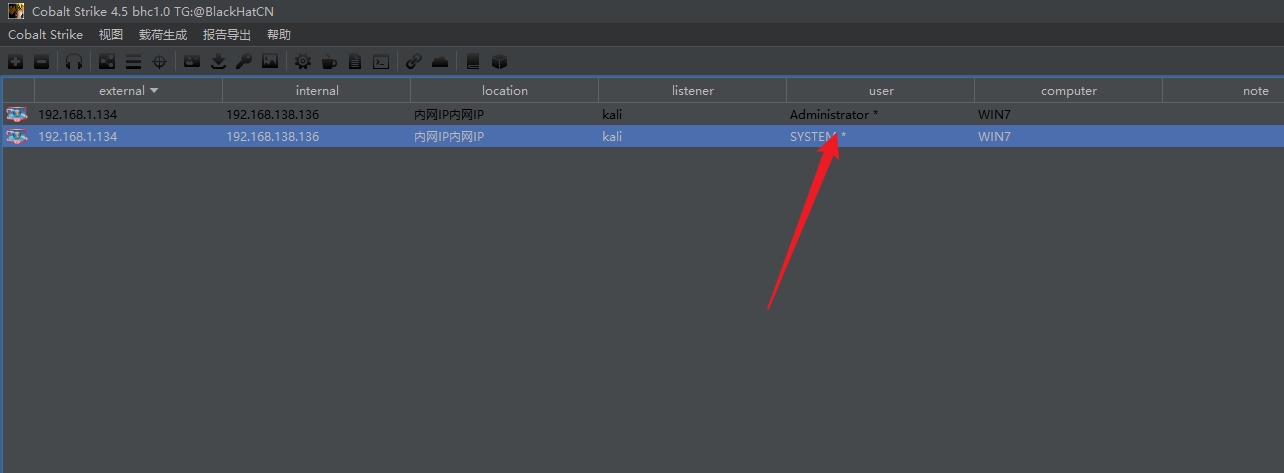 Cobalt Strike 4.5 bhc1.0 TG:@BlackHatCN
Cobalt Strike 视图 载荷生成 报告导出 帮助
external internal location listener user computer note
192.168.1.134 192.168.138.136 内网IP内网IP kali Administrator * WIN7
192.168.1.134 192.168.138.136 内网IP内网IP kali SYSTEM * WIN7